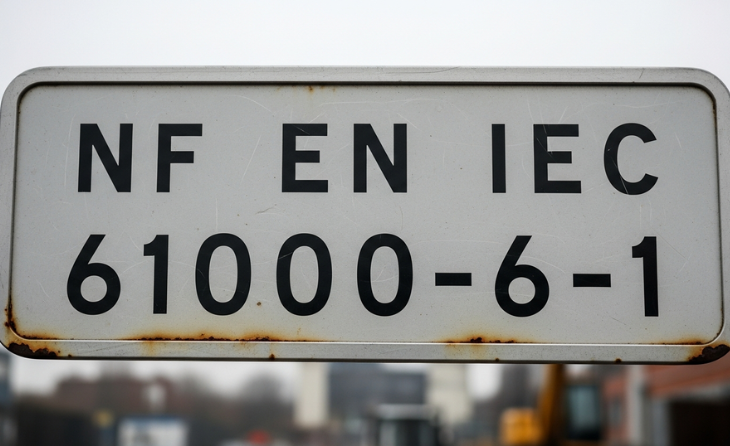 NF EN IEC
61000-6-1